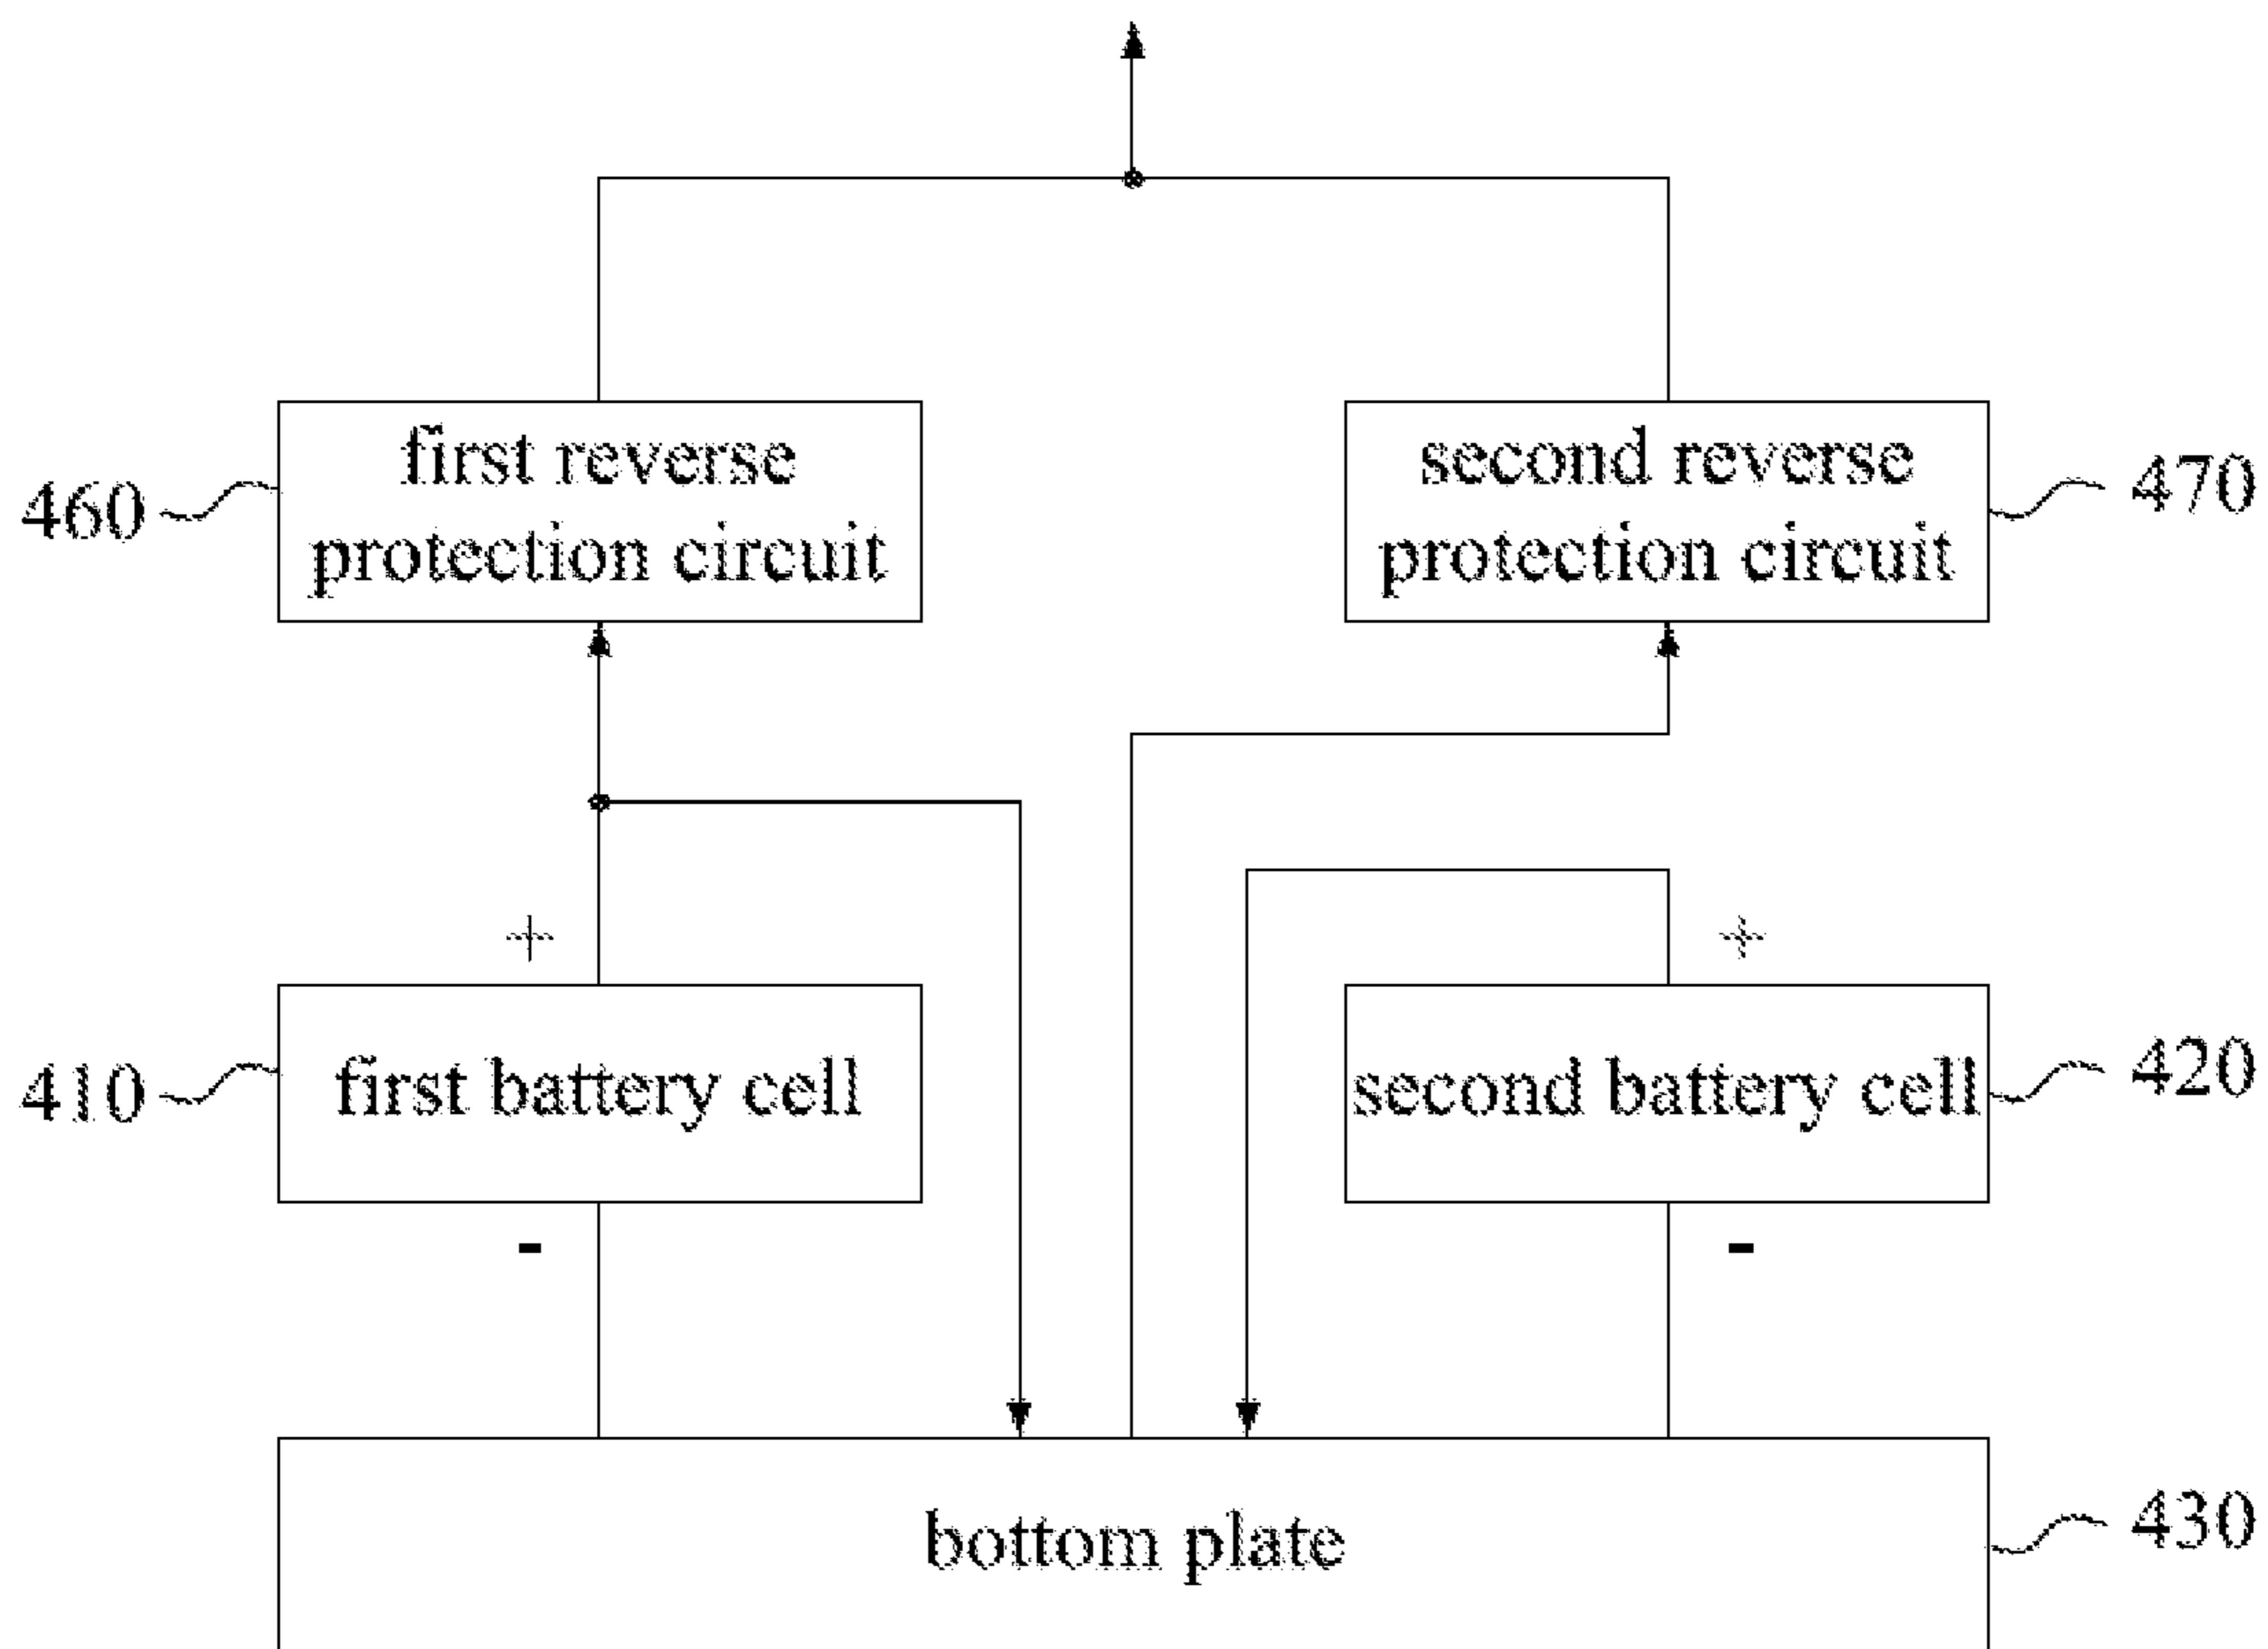 first reverse
protection circuit
460
second reverse
protection circuit
470
+
+
410
first battery cell
second battery cell
420
-
-
430
bottom plate